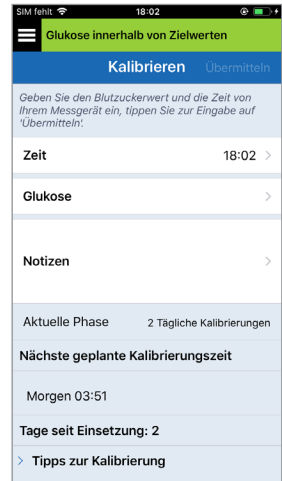 SIM fehlt 18:02
Glukose innerhalb von Zielwerten
Kalibrieren Übermitteln
Geben Sie den Blutzuckerwert und die Zeit von
Ihrem Messgerät ein, tippen Sie zur Eingabe auf
'Übermitteln'.
Zeit 18:02
Glukose
Notizen
Aktuelle Phase 2 Tägliche Kalibrierungen
Nächste geplante Kalibrierungszeit
Morgen 03:51
Tage seit Einsetzung: 2
Tipps zur Kalibrierung